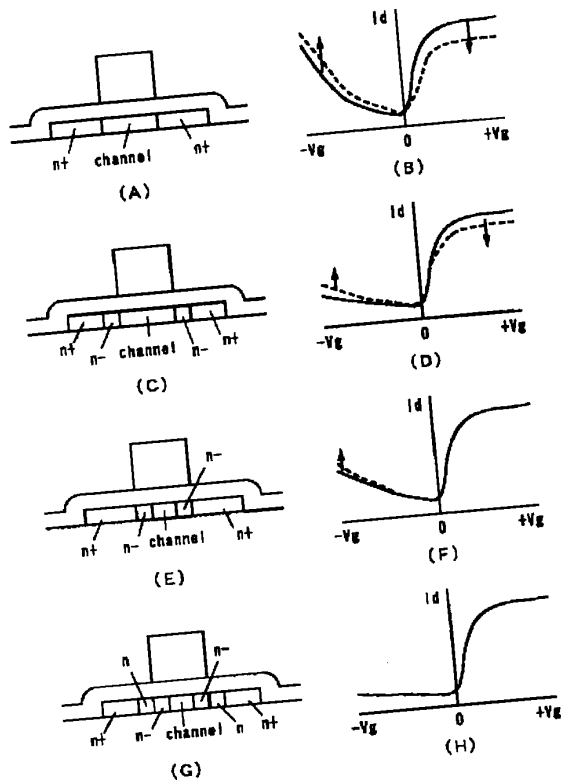 n+ channel n+
(A)
Id
-Vg 0 +Vg
(B)
n+ n- channel n- n+
(C)
Id
-Vg 0 +Vg
(D)
n-
n+ n- channel n+
(E)
Id
-Vg 0 +Vg
(F)
n n-
n+ n- channel n n+
(G)
Id
0
-Vg +Vg
(H)